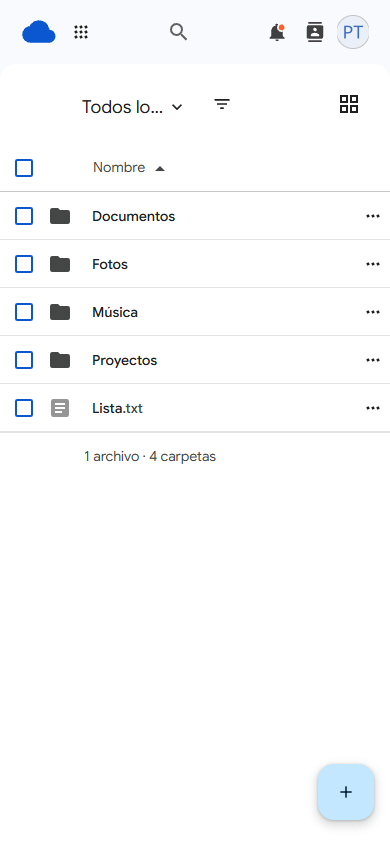 PT
Todos lo...
Nombre
Documentos
Fotos
Música
Proyectos
Lista.txt
1 archivo · 4 carpetas